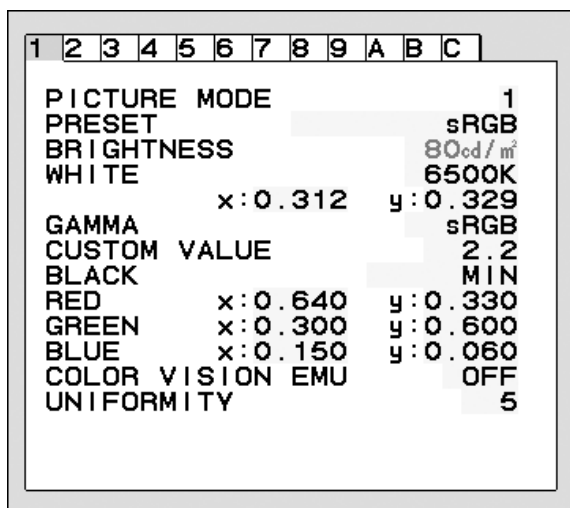 1 2 3 4 5 6 7 8 9 A B C
PICTURE MODE 1
PRESET sRGB
BRIGHTNESS 80cd/㎡
WHITE 6500K
x:0.312 y:0.329
GAMMA sRGB
CUSTOM VALUE 2.2
BLACK MIN
RED x:0.640 y:0.330
GREEN x:0.300 y:0.600
BLUE x:0.150 y:0.060
COLOR VISION EMU OFF
UNIFORMITY 5